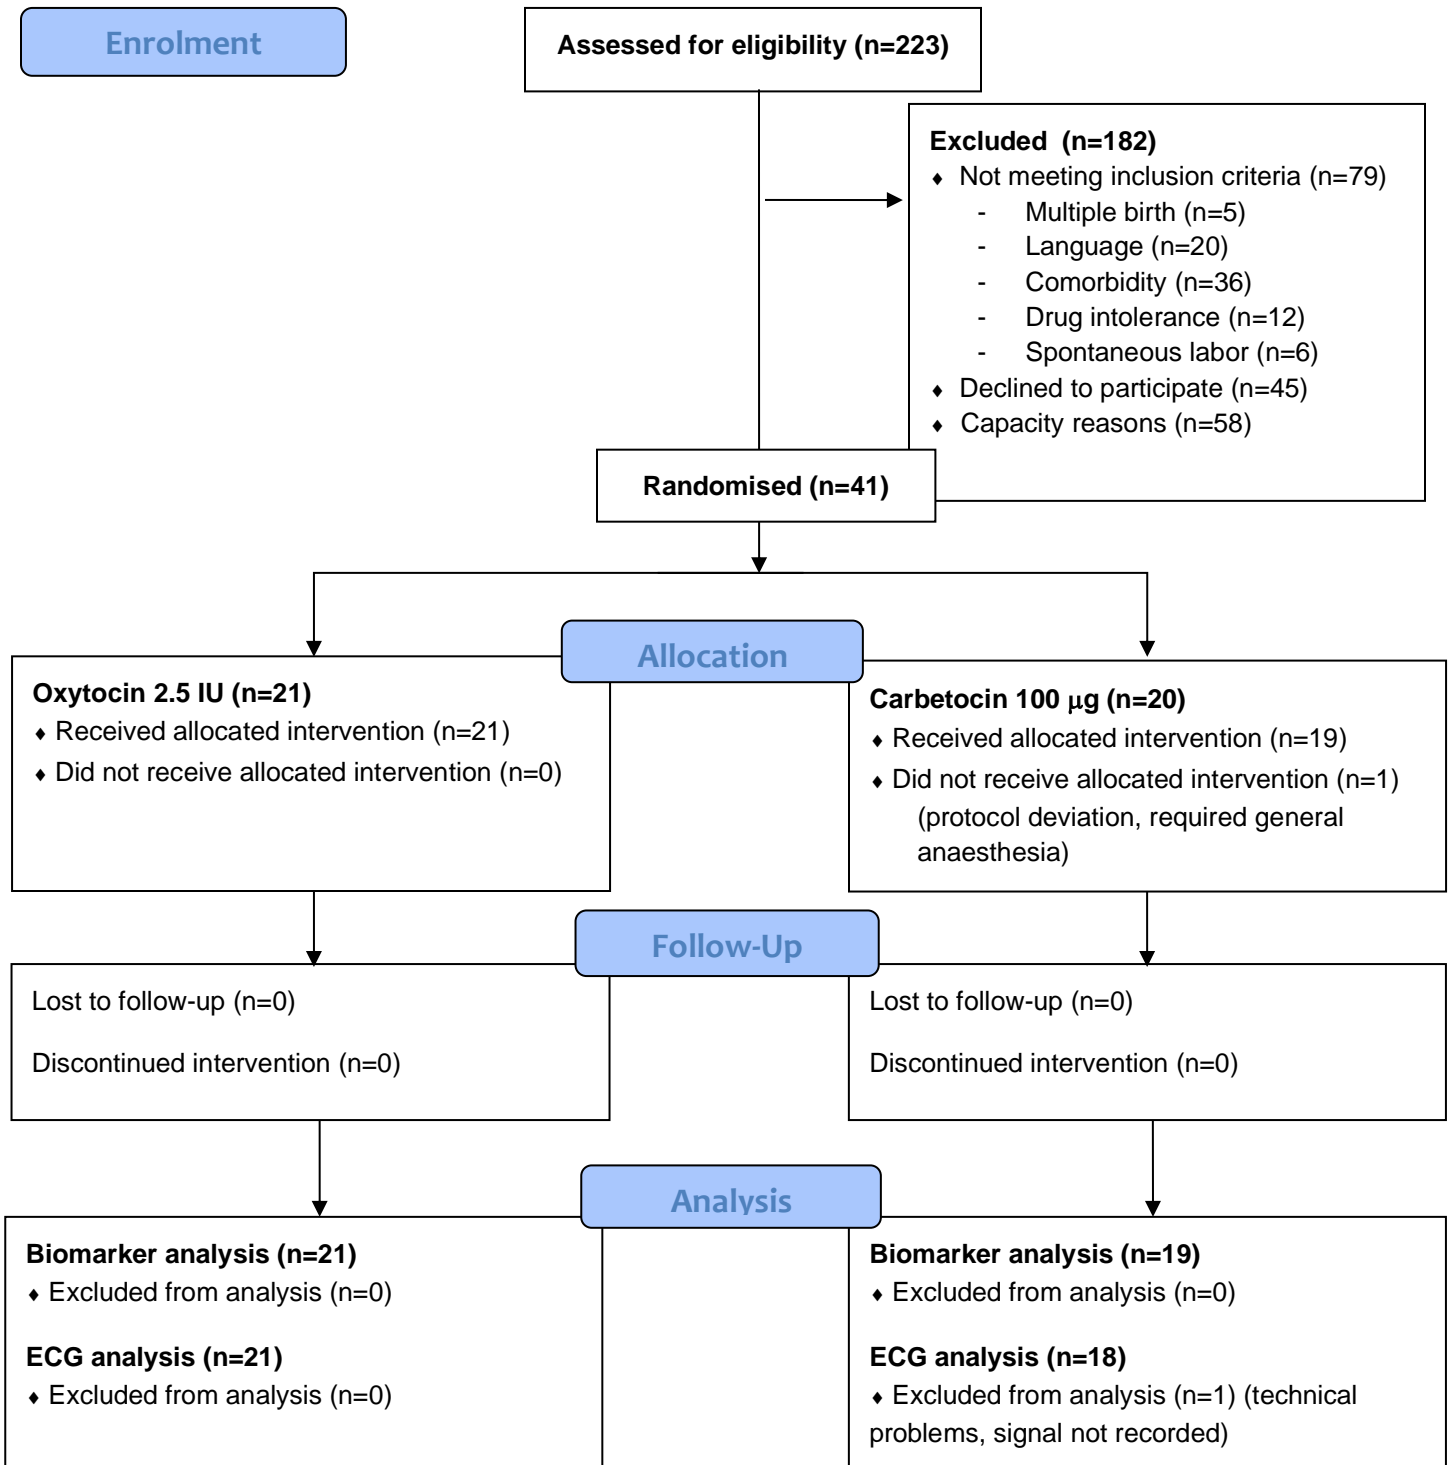 Enrolment
Assessed for eligibility (n=223)
Excluded (n=182)
♦ Not meeting inclusion criteria (n=79)
- Multiple birth (n=5)
- Language (n=20)
- Comorbidity (n=36)
- Drug intolerance (n=12)
- Spontaneous labor (n=6)
♦ Declined to participate (n=45)
♦ Capacity reasons (n=58)
Randomised (n=41)
Allocation
Oxytocin 2.5 IU (n=21)
♦ Received allocated intervention (n=21)
♦ Did not receive allocated intervention (n=0)
Carbetocin 100 μg (n=20)
♦ Received allocated intervention (n=19)
♦ Did not receive allocated intervention (n=1)
(protocol deviation, required general
anaesthesia)
Follow-Up
Lost to follow-up (n=0)
Discontinued intervention (n=0)
Lost to follow-up (n=0)
Discontinued intervention (n=0)
Analysis
Biomarker analysis (n=21)
♦ Excluded from analysis (n=0)
ECG analysis (n=21)
♦ Excluded from analysis (n=0)
Biomarker analysis (n=19)
♦ Excluded from analysis (n=0)
ECG analysis (n=18)
♦ Excluded from analysis (n=1) (technical
problems, signal not recorded)